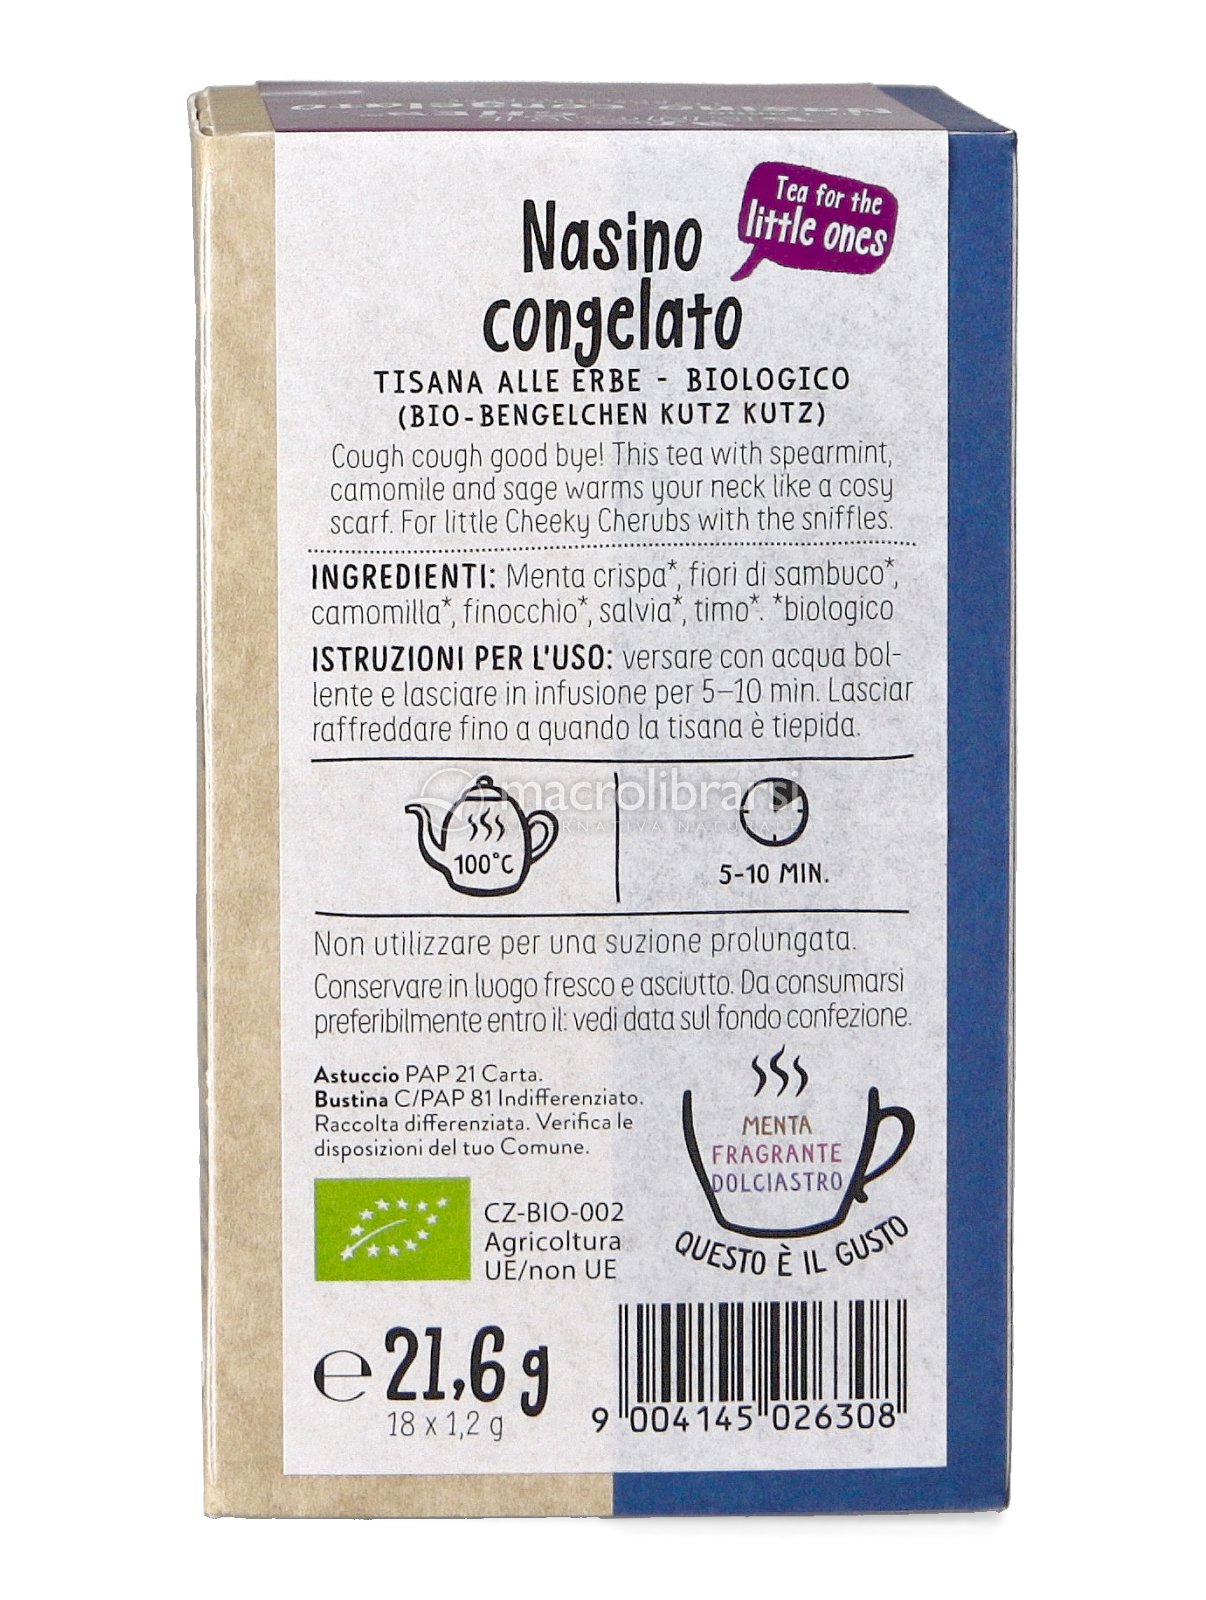 Tea for the
little ones
Nasino
congelato
TISANA ALLE ERBE - BIOLOGICO
(BIO-BENGELCHEN KUTZ KUTZ)
Cough cough good bye! This tea with spearmint,
camomile and sage warms your neck like a cosy
scarf. For little Cheeky Cherubs with the sniffles.
INGREDIENTI: Menta crispa*, fiori di sambuco*,
camomilla*, finocchio*, salvia*, timo*. *biologico
ISTRUZIONI PER L'USO: versare con acqua bol-
lente e lasciare in infusione per 5–10 min. Lasciar
raffreddare fino a quando la tisana è tiepida.
macrolibrarsi
100°C
5-10 MIN.
Non utilizzare per una suzione prolungata.
Conservare in luogo fresco e asciutto. Da consumarsi
preferibilmente entro il: vedi data sul fondo confezione.
Astuccio PAP 21 Carta.
Bustina C/PAP 81 Indifferenziato.
Raccolta differenziata. Verifica le
disposizioni del tuo Comune.
MENTA
FRAGRANTE
DOLCIASTRO
QUESTO È IL GUSTO
CZ-BIO-002
Agricoltura
UE/non UE
℮ 21,6 g
18 x 1,2 g
9 004145 026308